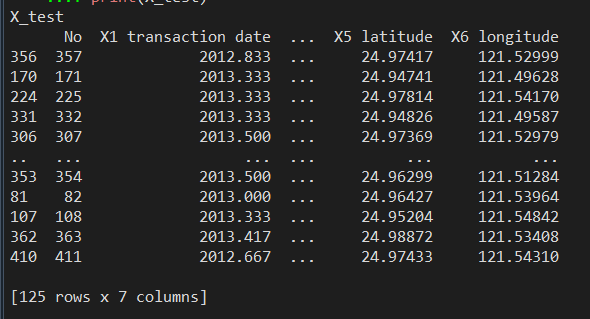 .... print(X_test)
X_test
No X1 transaction date ... X5 latitude X6 longitude
356 357 2012.833 ... 24.97417 121.52999
170 171 2013.333 ... 24.94741 121.49628
224 225 2013.333 ... 24.97814 121.54170
331 332 2013.333 ... 24.94826 121.49587
306 307 2013.500 ... 24.97369 121.52979
.. ... ... ... ... ...
353 354 2013.500 ... 24.96299 121.51284
81 82 2013.000 ... 24.96427 121.53964
107 108 2013.333 ... 24.95204 121.54842
362 363 2013.417 ... 24.98872 121.53408
410 411 2012.667 ... 24.97433 121.54310
[125 rows x 7 columns]